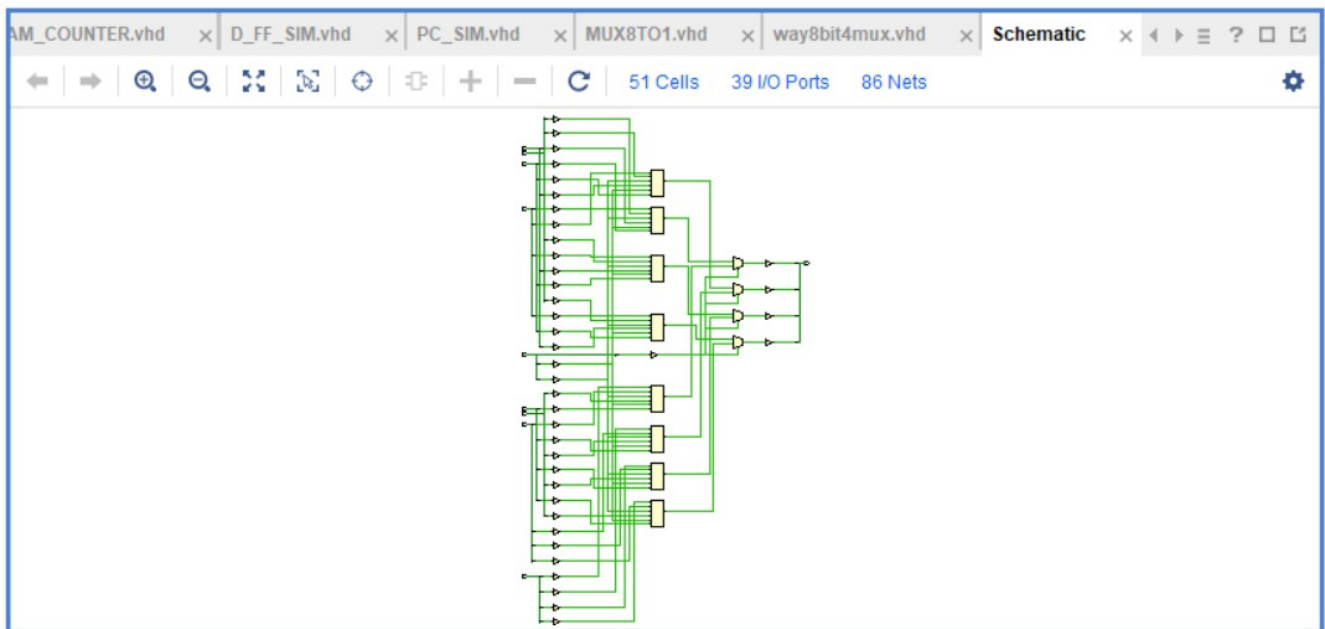 AM_COUNTER.vhd × D_FF_SIM.vhd × PC_SIM.vhd × MUX8TO1.vhd × way8bit4mux.vhd × Schematic × ?
51 Cells 39 I/O Ports 86 Nets